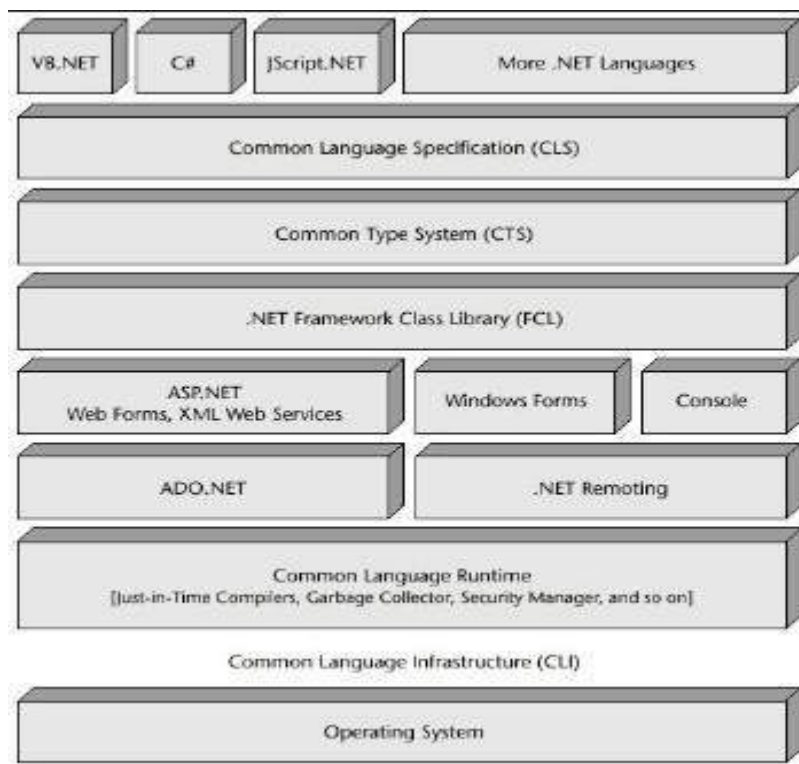 VB.NET
C#
JScript.NET
More .NET Languages
Common Language Specification (CLS)
Common Type System (CTS)
.NET Framework Class Library (FCL)
ASP.NET
Web Forms, XML Web Services
Windows Forms
Console
ADO.NET
.NET Remoting
Common Language Runtime
[Just-in-Time Compilers, Garbage Collector, Security Manager, and so on]
Common Language Infrastructure (CLI)
Operating System